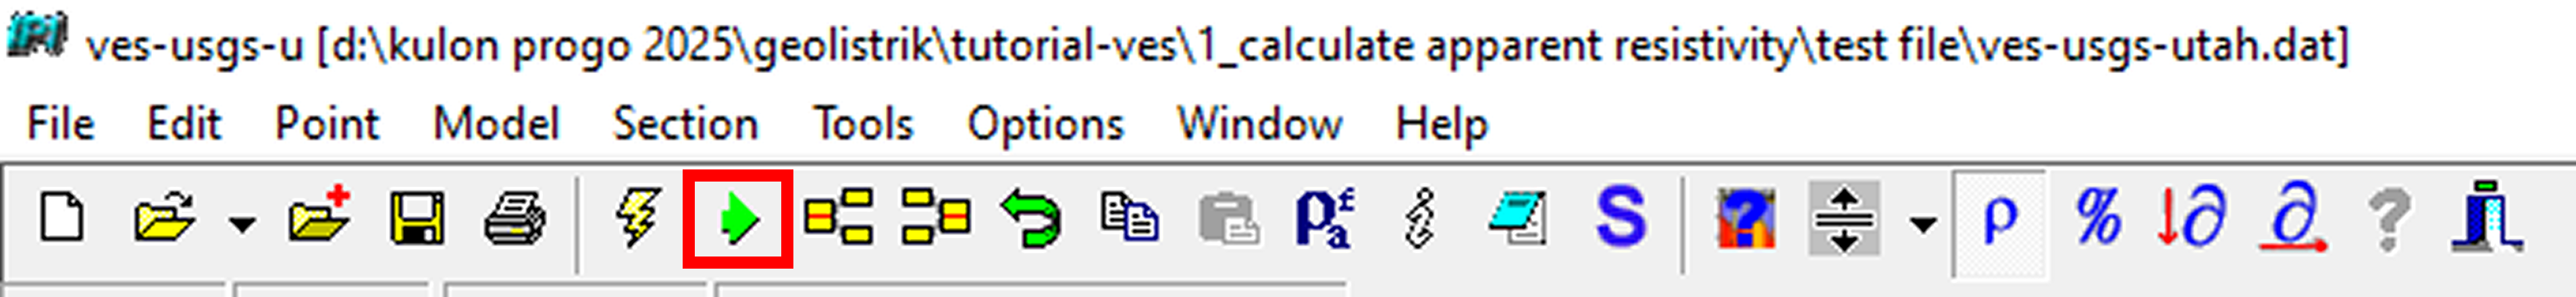 ves-usgs-u [d:\kulon progo 2025\geolistrik\tutorial-ves\1_calculate apparent resistivity\test file\ves-usgs-utah.dat]
File Edit Point Model Section Tools Options Window Help
ρ£a i S ? ρ % ∂ ∂ ?